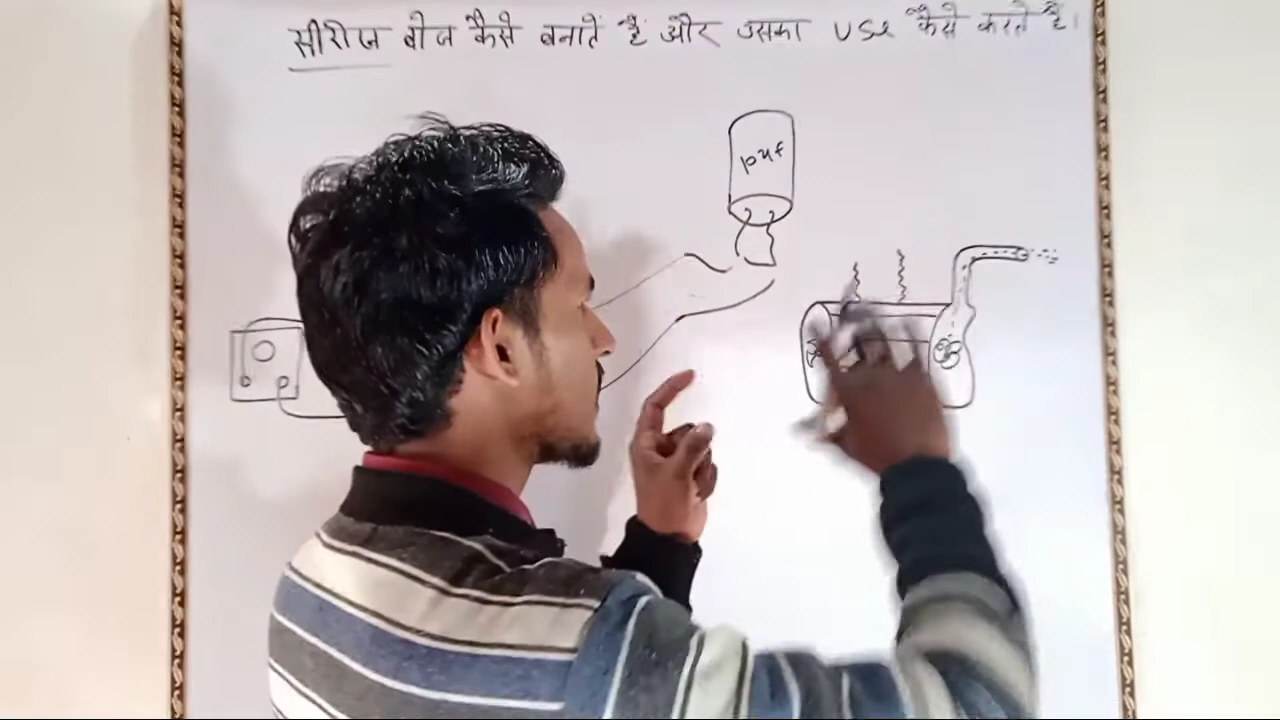 सीरीज बोज कैसे बनाते हैं और उसका use कैसे करते हैं।
10uf